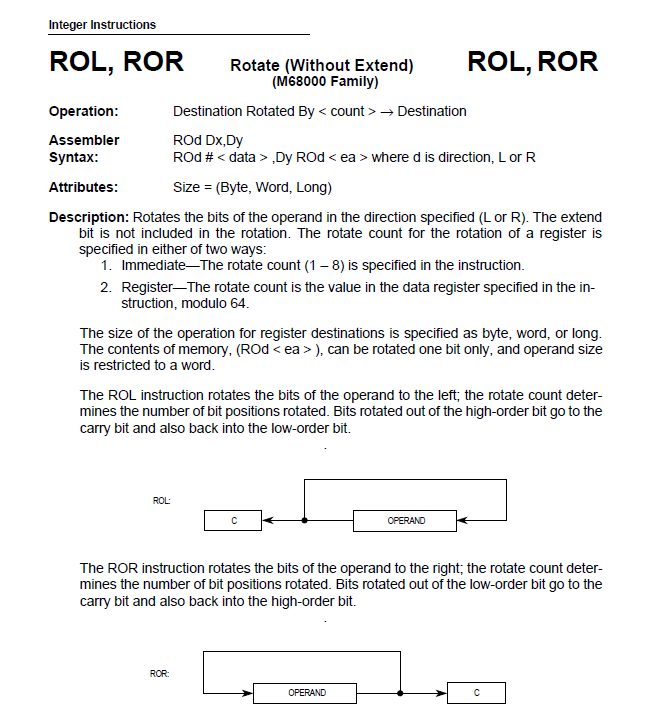 Integer Instructions
ROL, ROR Rotate (Without Extend) ROL, ROR
(M68000 Family)
Operation: Destination Rotated By < count > → Destination
Assembler ROd Dx,Dy
Syntax: ROd # < data > ,Dy ROd < ea > where d is direction, L or R
Attributes: Size = (Byte, Word, Long)
Description: Rotates the bits of the operand in the direction specified (L or R). The extend
bit is not included in the rotation. The rotate count for the rotation of a register is
specified in either of two ways:
1. Immediate—The rotate count (1 – 8) is specified in the instruction.
2. Register—The rotate count is the value in the data register specified in the in-
struction, modulo 64.
The size of the operation for register destinations is specified as byte, word, or long.
The contents of memory, (ROd < ea > ), can be rotated one bit only, and operand size
is restricted to a word.
The ROL instruction rotates the bits of the operand to the left; the rotate count deter-
mines the number of bit positions rotated. Bits rotated out of the high-order bit go to the
carry bit and also back into the low-order bit.
.
ROL:
C OPERAND
The ROR instruction rotates the bits of the operand to the right; the rotate count deter-
mines the number of bit positions rotated. Bits rotated out of the low-order bit go to the
carry bit and also back into the high-order bit.
.
ROR:
OPERAND C